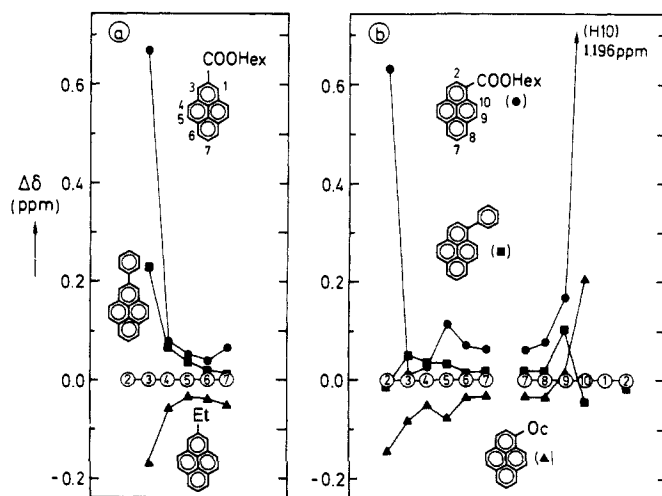 a
b
(H10)
1.196ppm
0.6
0.4
0.2
0.0
-0.2
Δδ
(ppm)
COOHex
3 1
4
5
6
7
2
COOHex
10 (●)
9
8
7
(■)
② ③ ④ ⑤ ⑥ ⑦
② ③ ④ ⑤ ⑥ ⑦ ⑦ ⑧ ⑨ ⑩ ① ②
0.6
0.4
0.2
0.0
-0.2
Et
Oc
(▲)